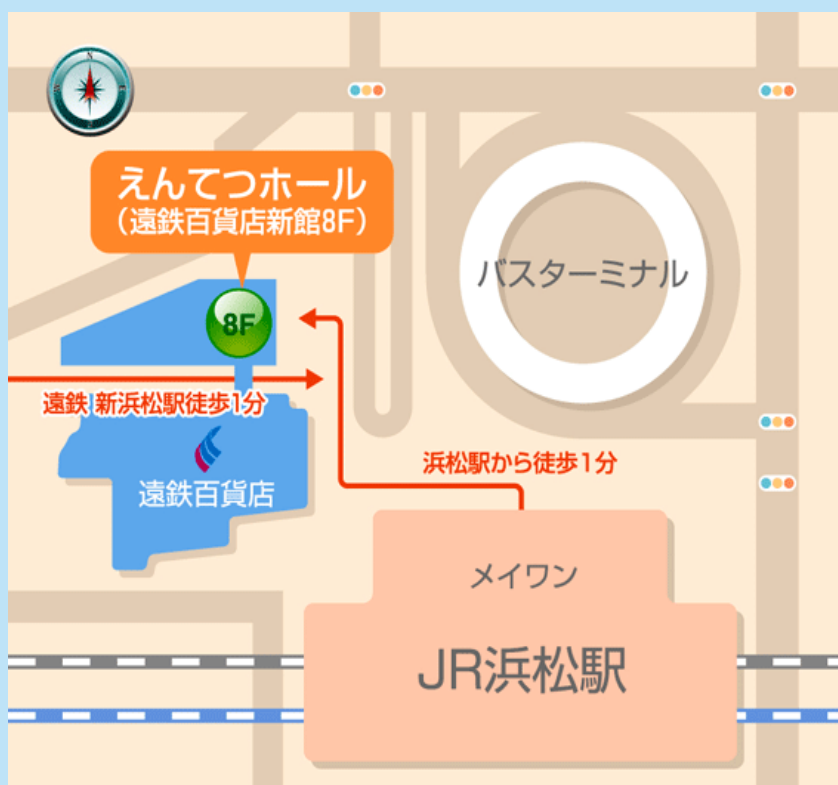 えんてつホール
(遠鉄百貨店新館8F)
バスターミナル
8F
遠鉄 新浜松駅徒歩1分
浜松駅から徒歩1分
遠鉄百貨店
メイワン
JR浜松駅